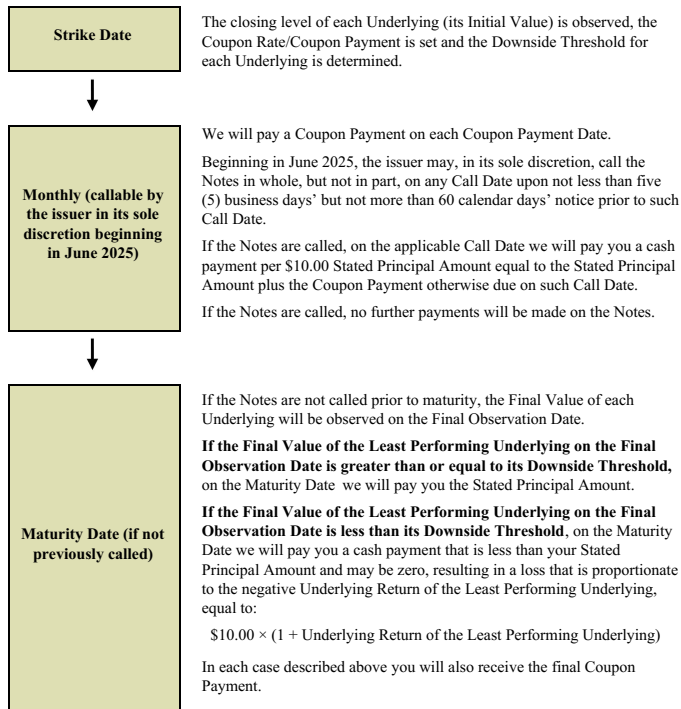 Strike Date
The closing level of each Underlying (its Initial Value) is observed, the
Coupon Rate/Coupon Payment is set and the Downside Threshold for
each Underlying is determined.
Monthly (callable by
the issuer in its sole
discretion beginning
in June 2025)
We will pay a Coupon Payment on each Coupon Payment Date.
Beginning in June 2025, the issuer may, in its sole discretion, call the
Notes in whole, but not in part, on any Call Date upon not less than five
(5) business days’ but not more than 60 calendar days’ notice prior to such
Call Date.
If the Notes are called, on the applicable Call Date we will pay you a cash
payment per $10.00 Stated Principal Amount equal to the Stated Principal
Amount plus the Coupon Payment otherwise due on such Call Date.
If the Notes are called, no further payments will be made on the Notes.
Maturity Date (if not
previously called)
If the Notes are not called prior to maturity, the Final Value of each
Underlying will be observed on the Final Observation Date.
If the Final Value of the Least Performing Underlying on the Final
Observation Date is greater than or equal to its Downside Threshold,
on the Maturity Date we will pay you the Stated Principal Amount.
If the Final Value of the Least Performing Underlying on the Final
Observation Date is less than its Downside Threshold, on the Maturity
Date we will pay you a cash payment that is less than your Stated
Principal Amount and may be zero, resulting in a loss that is proportionate
to the negative Underlying Return of the Least Performing Underlying,
equal to:
$10.00 × (1 + Underlying Return of the Least Performing Underlying)
In each case described above you will also receive the final Coupon
Payment.